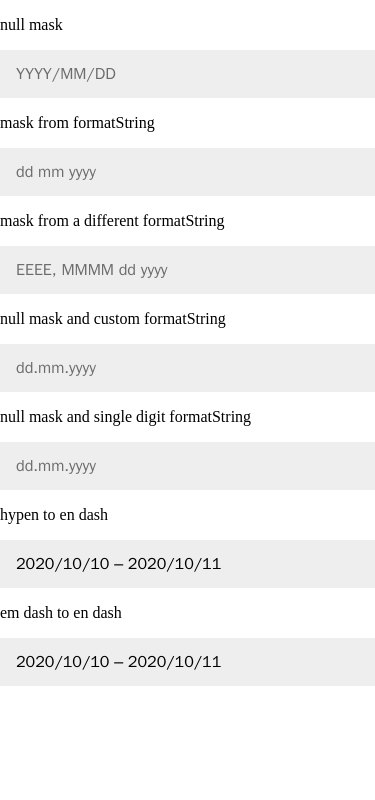 null mask
YYYY/MM/DD
mask from formatString
dd mm yyyy
mask from a different formatString
EEEE, MMMM dd yyyy
null mask and custom formatString
dd.mm.yyyy
null mask and single digit formatString
dd.mm.yyyy
hypen to en dash
2020/10/10 – 2020/10/11
em dash to en dash
2020/10/10 – 2020/10/11